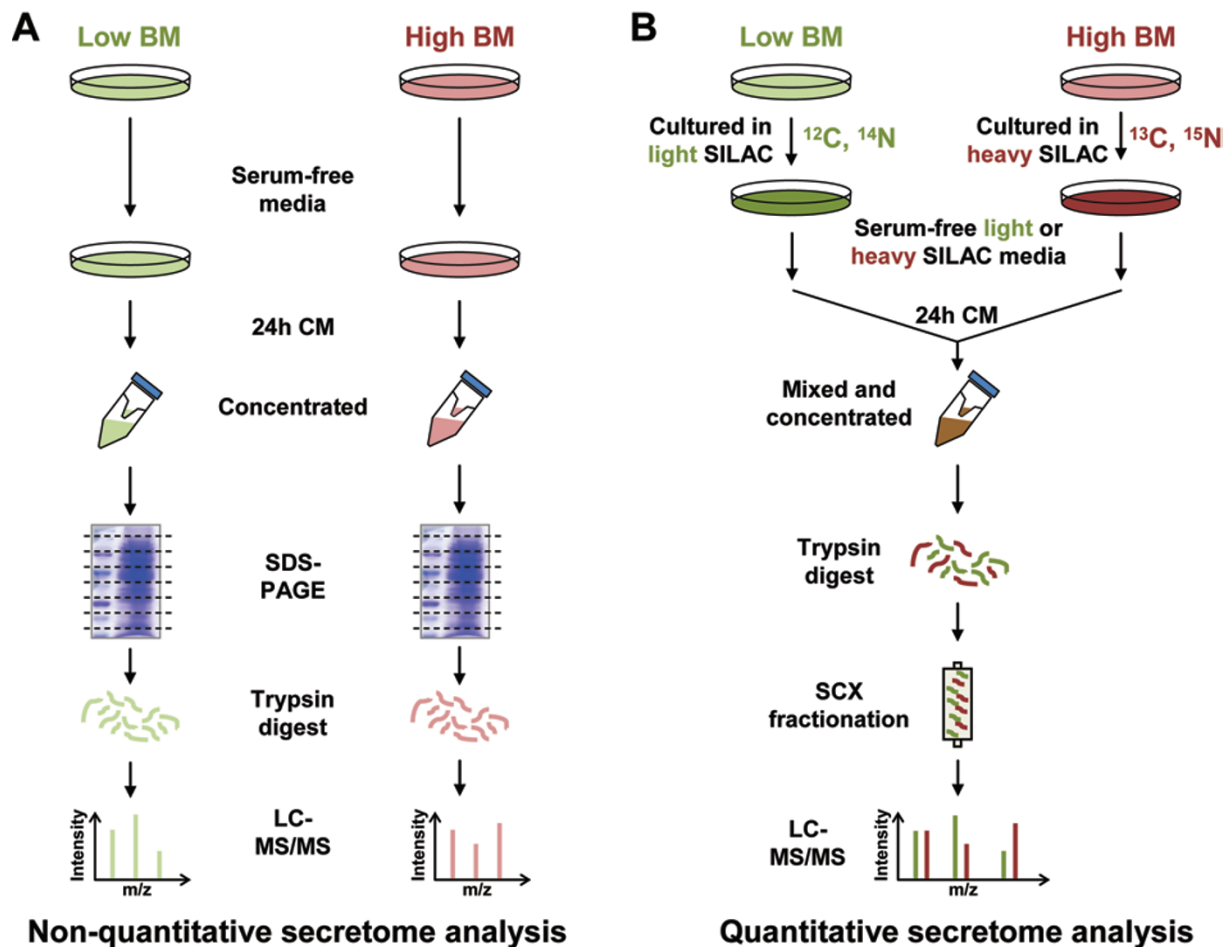 A
Low BM
High BM
Serum-free
media
24h CM
Concentrated
SDS-
PAGE
Trypsin
digest
LC-
MS/MS
Intensity
m/z
Intensity
m/z
Non-quantitative secretome analysis
B
Low BM
High BM
Cultured in
light SILAC
¹²C, ¹⁴N
Cultured in
heavy SILAC
¹³C, ¹⁵N
Serum-free light or
heavy SILAC media
24h CM
Mixed and
concentrated
Trypsin
digest
SCX
fractionation
LC-
MS/MS
Intensity
m/z
Quantitative secretome analysis